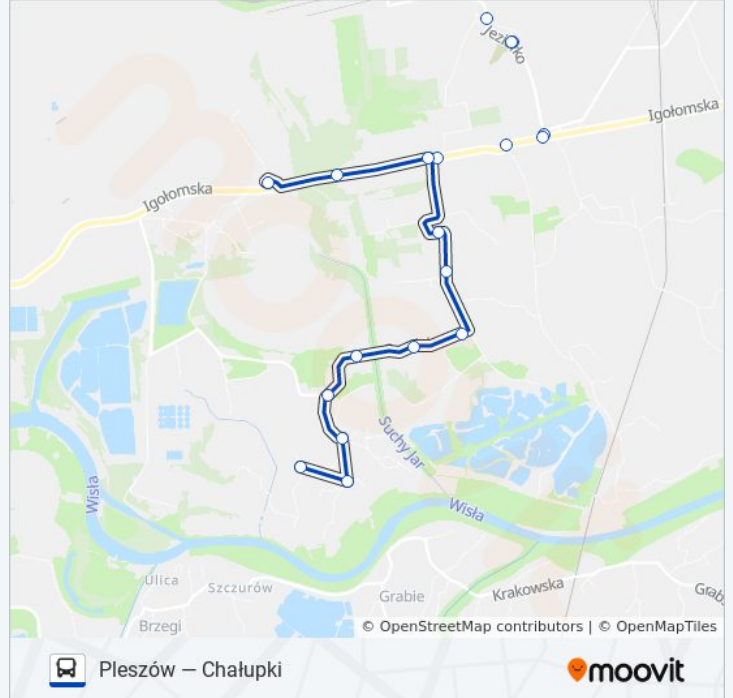 Jeziorko
Igołomska
Igołomska
Suchy Jar
Wisła
Wisła
Ulica
Szczurów
Grabie
Krakowska
Brzegi
© OpenStreetMap contributors | © OpenMapTiles
Pleszów — Chałupki
moovit